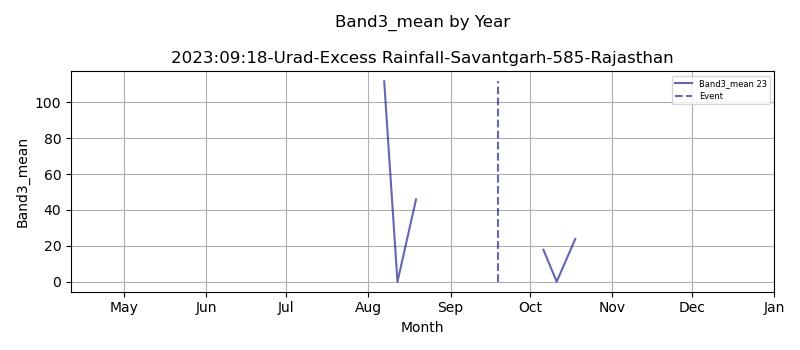 Band3_mean by Year
2023:09:18-Urad-Excess Rainfall-Savantgarh-585-Rajasthan
Band3_mean 23
Event
100
80
60
40
20
0
Band3_mean
May Jun Jul Aug Sep Oct Nov Dec Jan
Month